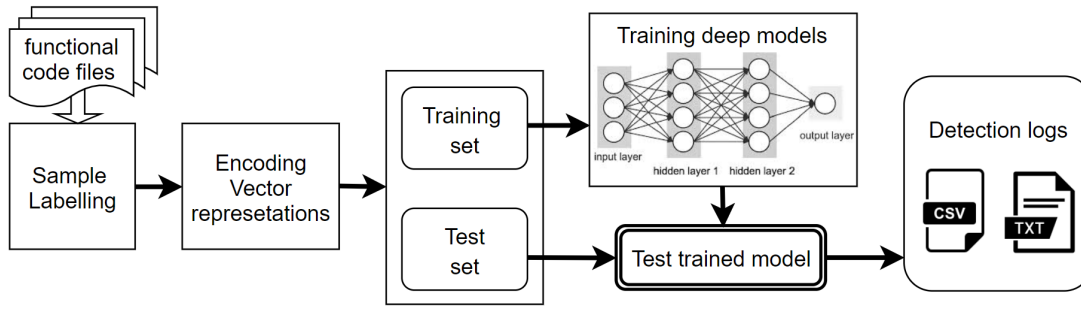 functional
code files
Sample
Labelling
Encoding
Vector
represetations
Training
set
Test
set
Training deep models
input layer
hidden layer 1
hidden layer 2
output layer
Test trained model
Detection logs
CSV
TXT